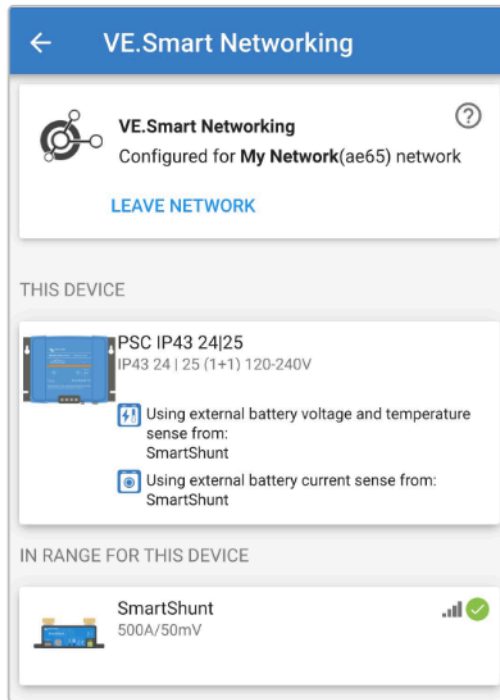 VE.Smart Networking
VE.Smart Networking
Configured for My Network(ae65) network
LEAVE NETWORK
THIS DEVICE
PSC IP43 24|25
IP43 24 | 25 (1+1) 120-240V
Using external battery voltage and temperature
sense from:
SmartShunt
Using external battery current sense from:
SmartShunt
IN RANGE FOR THIS DEVICE
SmartShunt
500A/50mV